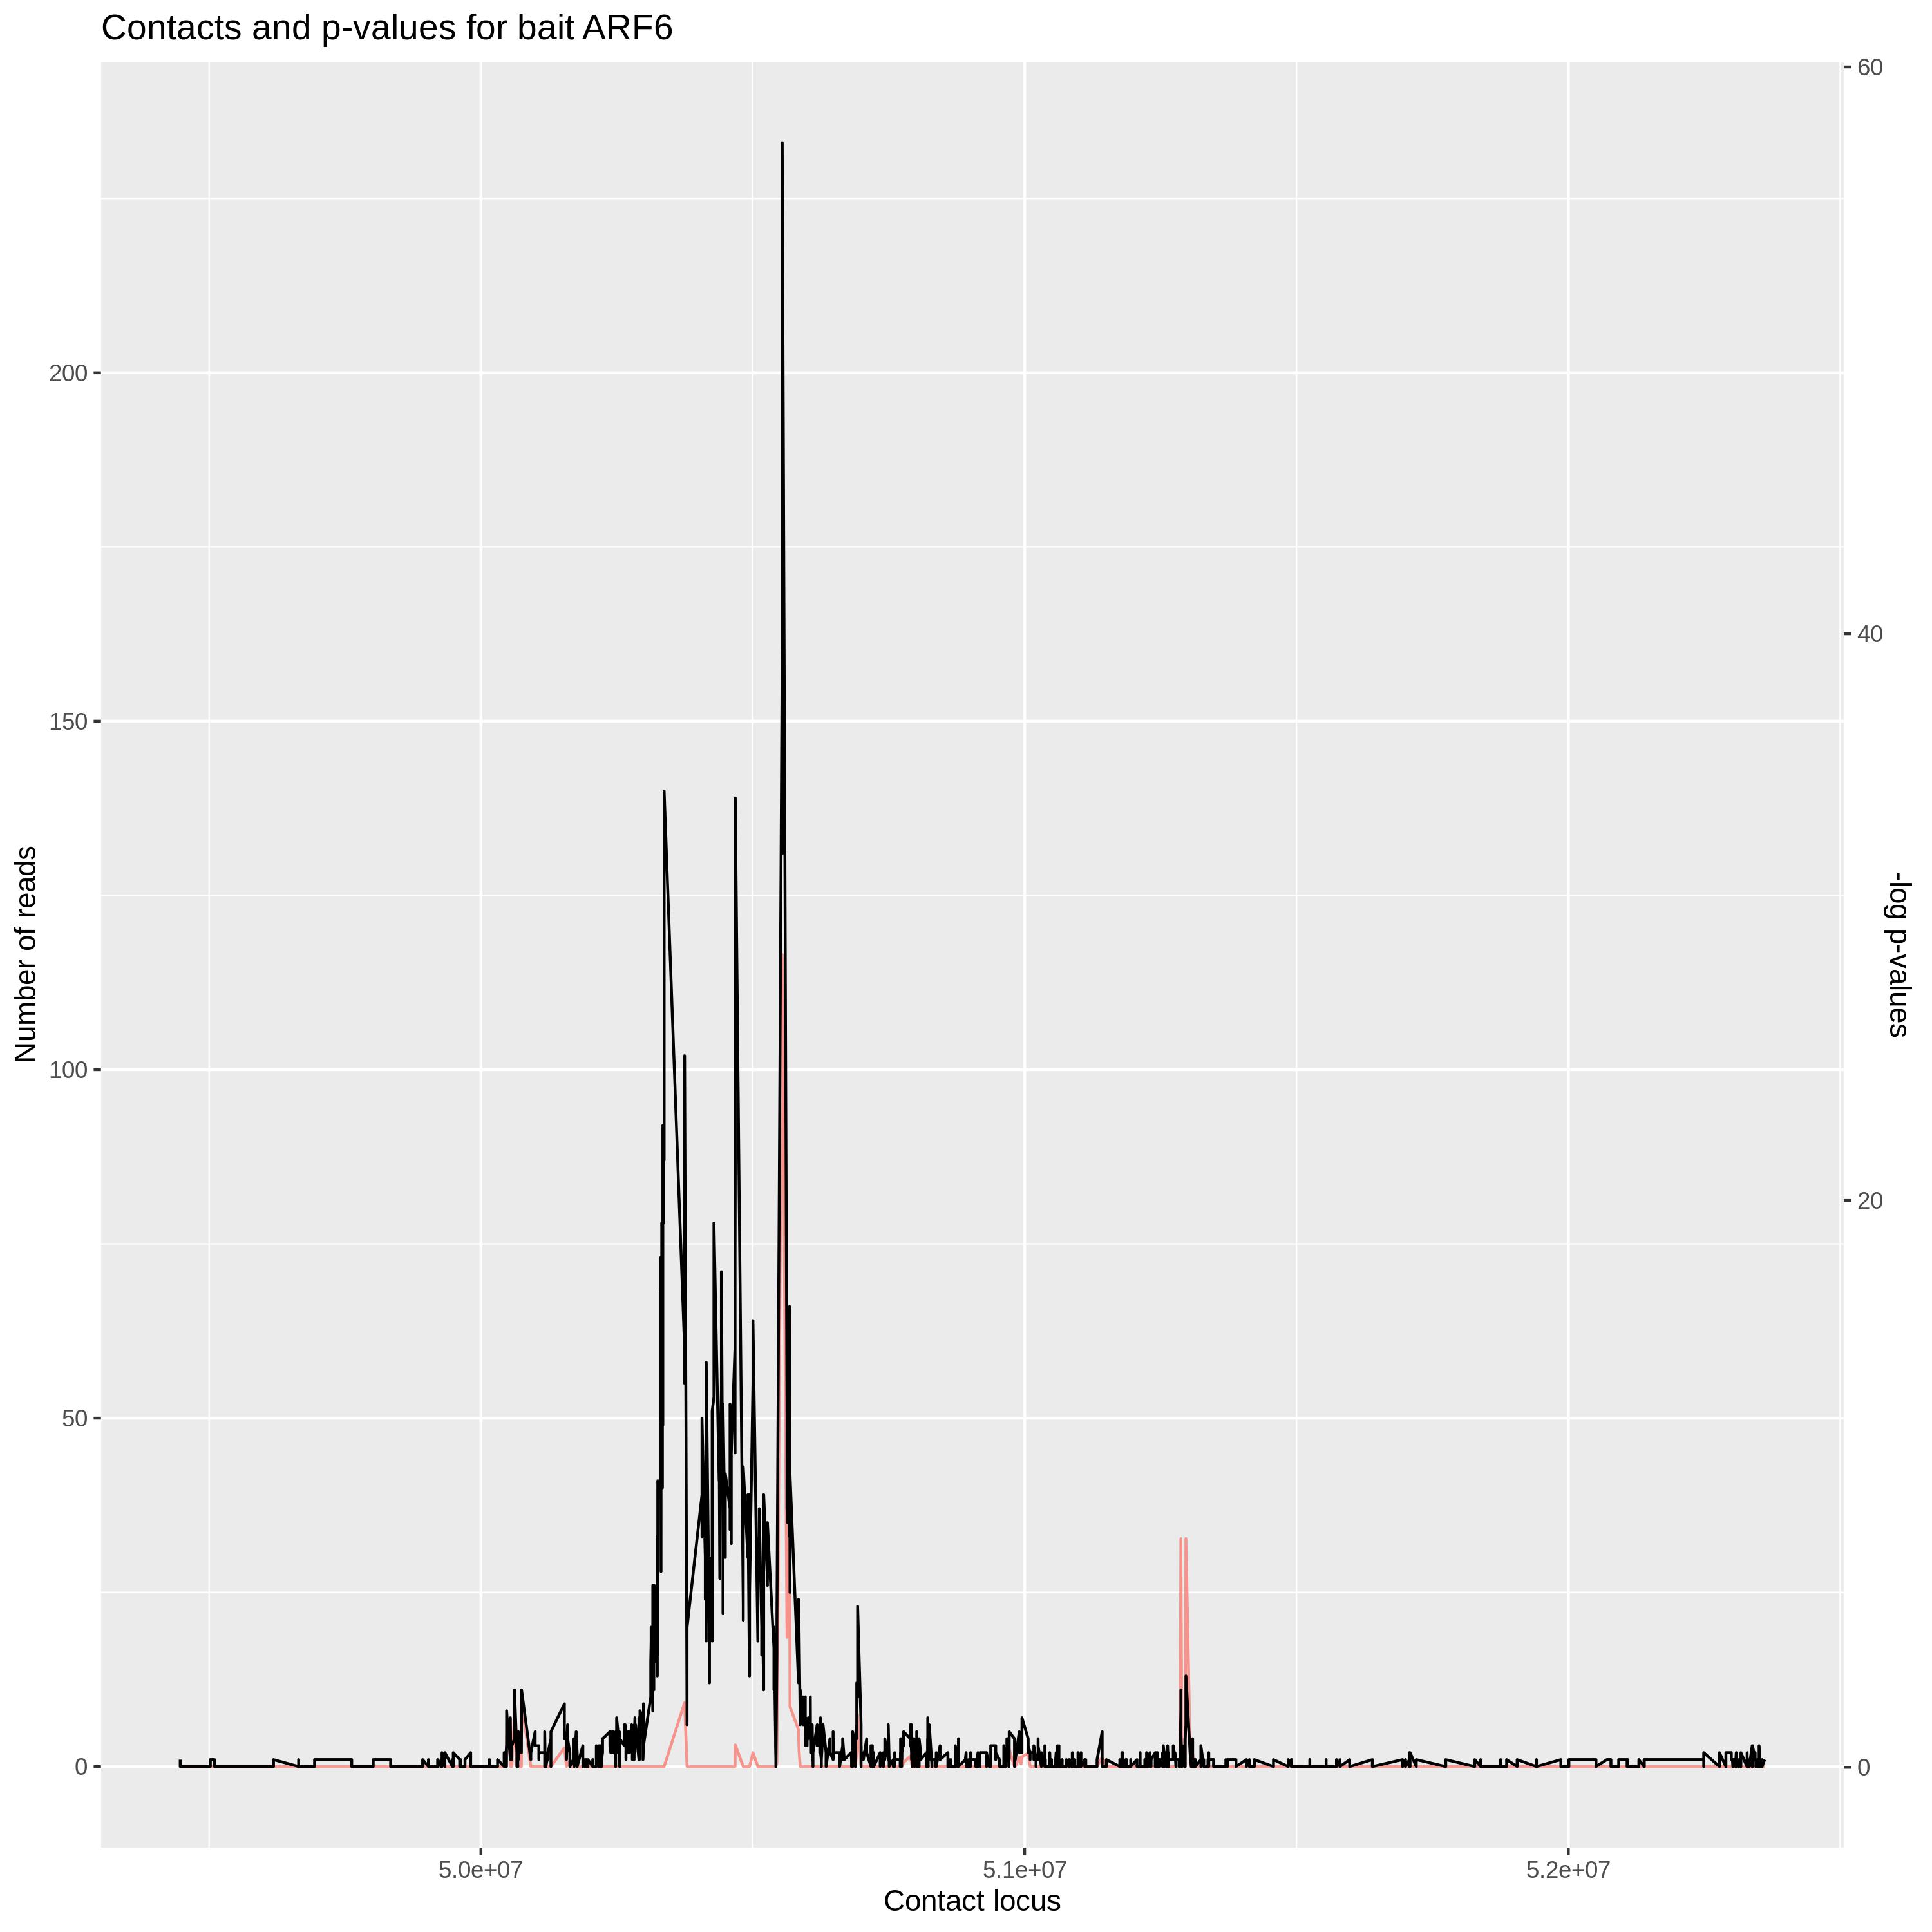 Contacts and p-values for bait ARF6
Number of reads
200
150
100
50
0
60
40
20
0
-log p-values
5.0e+07
5.1e+07
5.2e+07
Contact locus